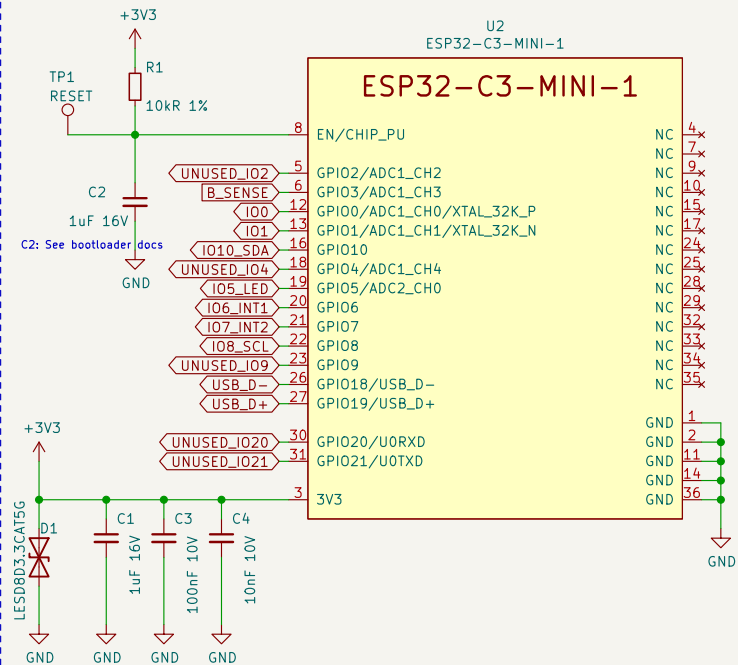 +3V3
U2
ESP32-C3-MINI-1
TP1
RESET
R1
10kR 1%
C2
1uF 16V
C2: See bootloader docs
GND
ESP32-C3-MINI-1
8 EN/CHIP_PU
UNUSED_IO2 5 GPIO2/ADC1_CH2
B_SENSE 6 GPIO3/ADC1_CH3
IO0 12 GPIO0/ADC1_CH0/XTAL_32K_P
IO1 13 GPIO1/ADC1_CH1/XTAL_32K_N
IO10_SDA 16 GPIO10
UNUSED_IO4 18 GPIO4/ADC1_CH4
IO5_LED 19 GPIO5/ADC2_CH0
IO6_INT1 20 GPIO6
IO7_INT2 21 GPIO7
IO8_SCL 22 GPIO8
UNUSED_IO9 23 GPIO9
USB_D- 26 GPIO18/USB_D-
USB_D+ 27 GPIO19/USB_D+
UNUSED_IO20 30 GPIO20/U0RXD
UNUSED_IO21 31 GPIO21/U0TXD
3 3V3
NC 4
NC 7
NC 9
NC 10
NC 15
NC 17
NC 24
NC 25
NC 28
NC 29
NC 32
NC 33
NC 34
NC 35
GND 1
GND 2
GND 11
GND 14
GND 36
GND
+3V3
D1
LESD8D3.3CAT5G
C1
1uF 16V
C3
100nF 10V
C4
10nF 10V
GND
GND
GND
GND